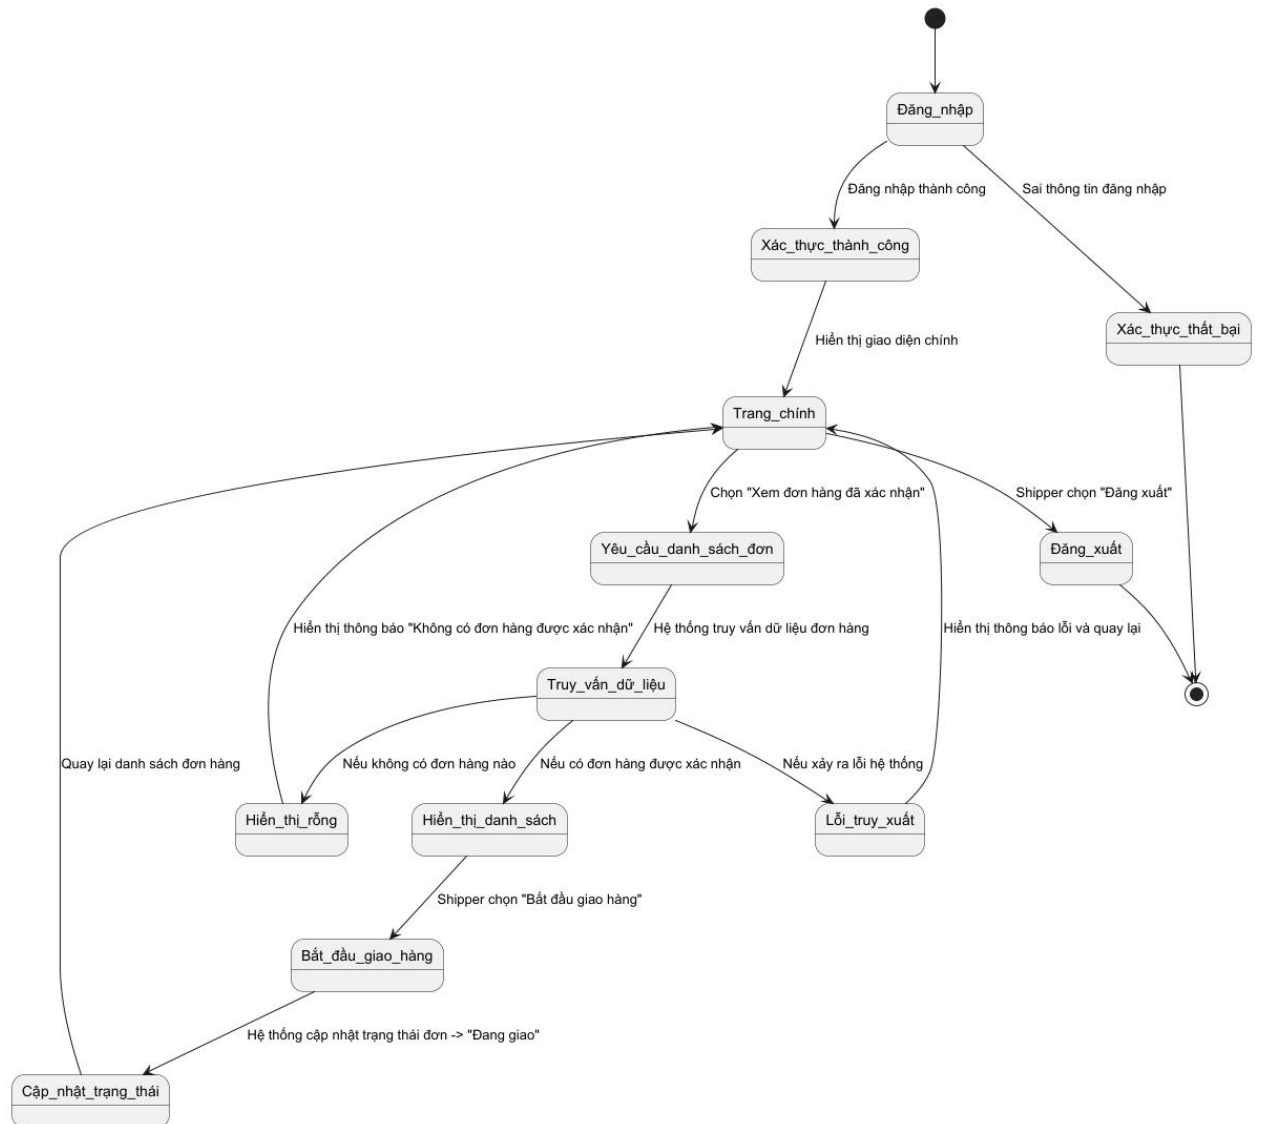 Đăng_nhập
Đăng nhập thành công
Sai thông tin đăng nhập
Xác_thực_thành_công
Xác_thực_thất_bại
Hiển thị giao diện chính
Trang_chính
Chọn "Xem đơn hàng đã xác nhận"
Shipper chọn "Đăng xuất"
Yêu_cầu_danh_sách_đơn
Đăng_xuất
Hiển thị thông báo "Không có đơn hàng được xác nhận"
Hệ thống truy vấn dữ liệu đơn hàng
Hiển thị thông báo lỗi và quay lại
Truy_vấn_dữ_liệu
Quay lại danh sách đơn hàng
Nếu không có đơn hàng nào
Nếu có đơn hàng được xác nhận
Nếu xảy ra lỗi hệ thống
Hiển_thị_rỗng
Hiển_thị_danh_sách
Lỗi_truy_xuất
Shipper chọn "Bắt đầu giao hàng"
Bắt_đầu_giao_hàng
Hệ thống cập nhật trạng thái đơn -> "Đang giao"
Cập_nhật_trạng_thái